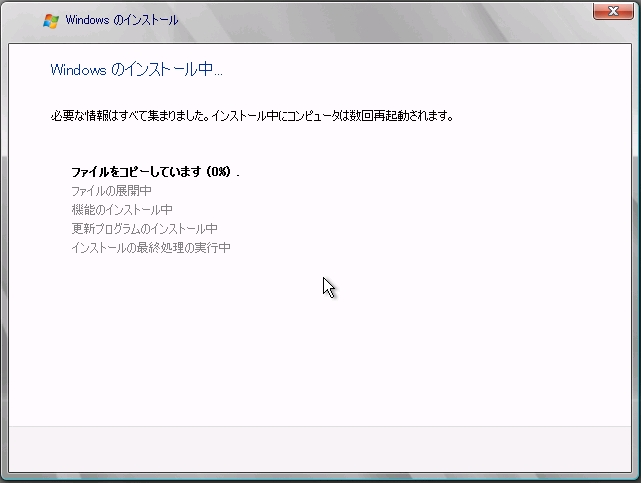 Windows のインストール
Windows のインストール中...
必要な情報はすべて集まりました。インストール中にコンピュータは数回再起動されます。
ファイルをコピーしています (0%) .
ファイルの展開中
機能のインストール中
更新プログラムのインストール中
インストールの最終処理の実行中